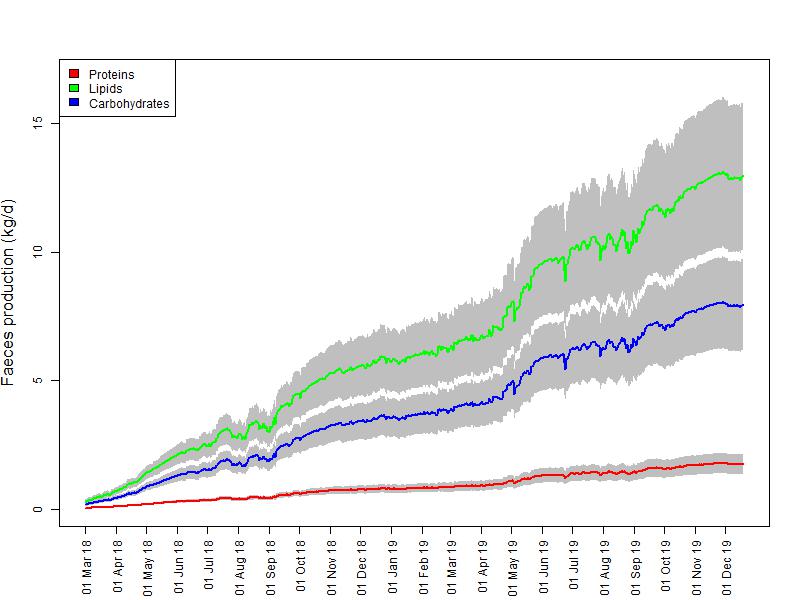 Proteins
Lipids
Carbohydrates
Faeces production (kg/d)
15
10
5
0
01 Mar 18
01 Apr 18
01 May 18
01 Jun 18
01 Jul 18
01 Aug 18
01 Sep 18
01 Oct 18
01 Nov 18
01 Dec 18
01 Jan 19
01 Feb 19
01 Mar 19
01 Apr 19
01 May 19
01 Jun 19
01 Jul 19
01 Aug 19
01 Sep 19
01 Oct 19
01 Nov 19
01 Dec 19